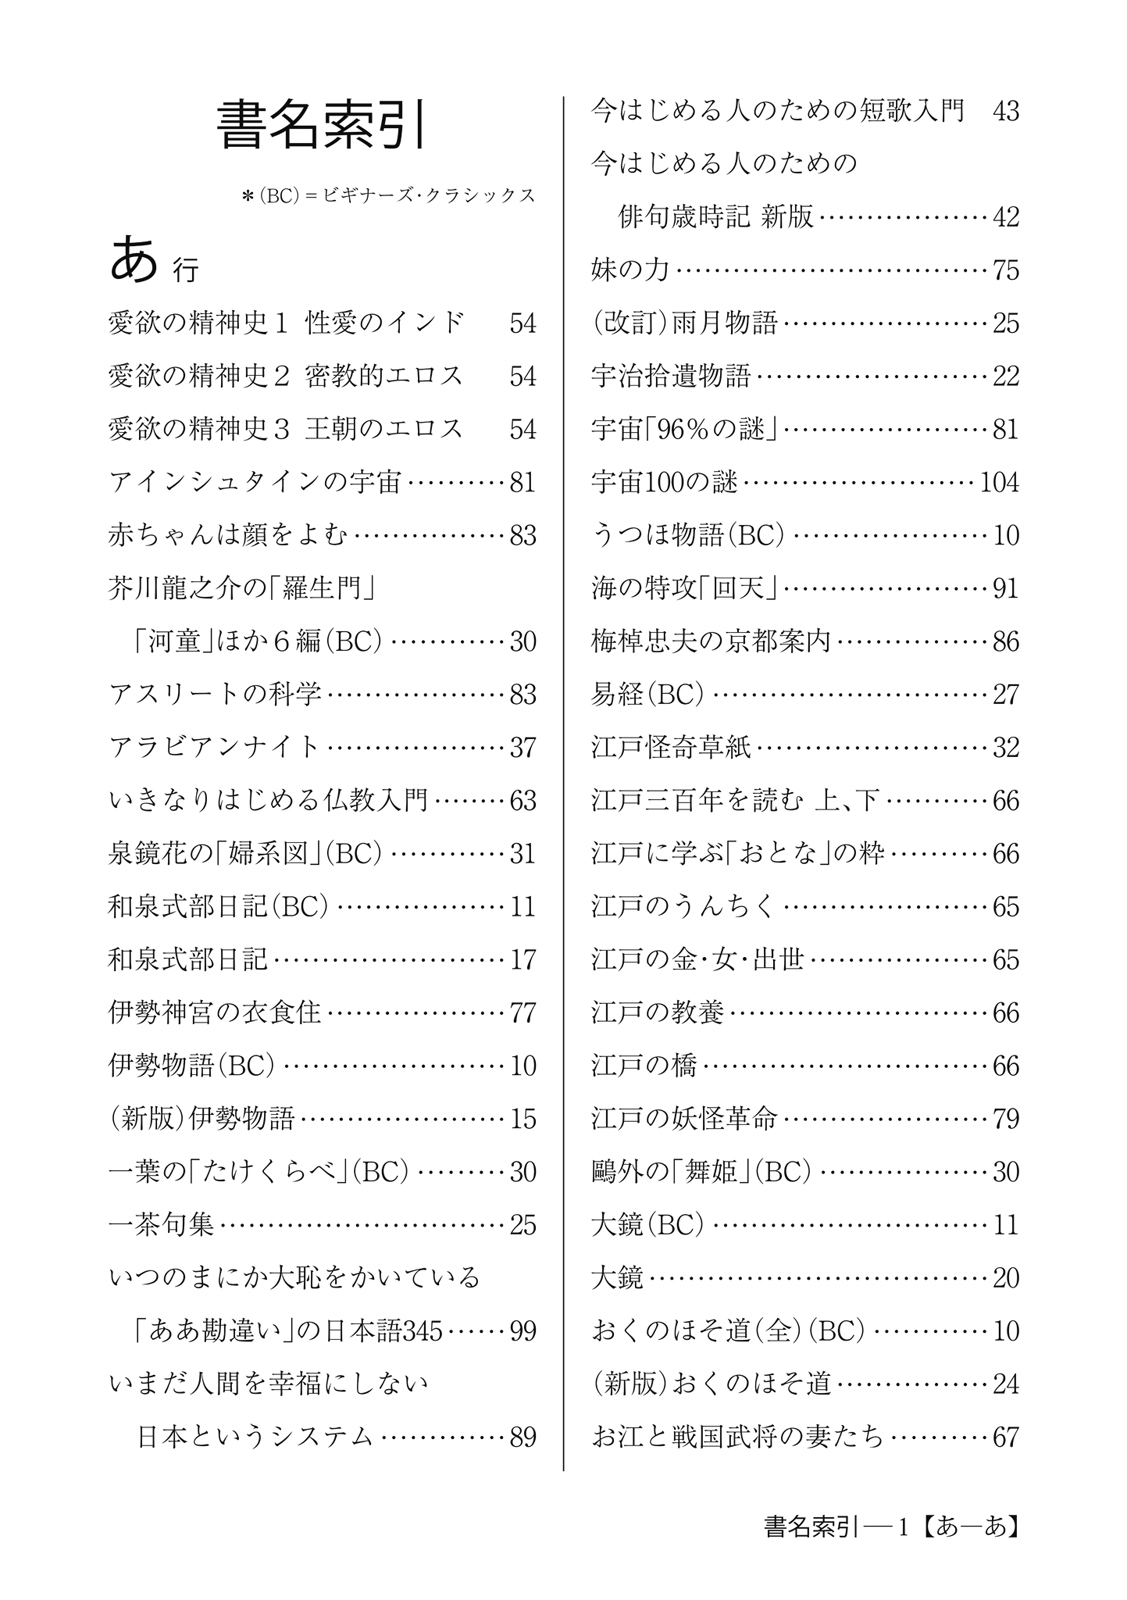 書名索引
＊(BC)＝ビギナーズ・クラシックス
あ 行
愛欲の精神史１ 性愛のインド 54
愛欲の精神史２ 密教的エロス 54
愛欲の精神史３ 王朝のエロス 54
アインシュタインの宇宙…………81
赤ちゃんは顔をよむ………………83
芥川龍之介の「羅生門」
「河童」ほか６編(BC)…………30
アスリートの科学…………………83
アラビアンナイト…………………37
いきなりはじめる仏教入門………63
泉鏡花の「婦系図」(BC)…………31
和泉式部日記(BC)………………11
和泉式部日記………………………17
伊勢神宮の衣食住…………………77
伊勢物語(BC)……………………10
(新版)伊勢物語……………………15
一葉の「たけくらべ」(BC)………30
一茶句集……………………………25
いつのまにか大恥をかいている
「ああ勘違い」の日本語345……99
いまだ人間を幸福にしない
日本というシステム……………89
今はじめる人のための短歌入門 43
今はじめる人のための
俳句歳時記 新版…………………42
妹の力………………………………75
(改訂)雨月物語……………………25
宇治拾遺物語………………………22
宇宙「96％の謎」……………………81
宇宙100の謎………………………104
うつほ物語(BC)…………………10
海の特攻「回天」……………………91
梅棹忠夫の京都案内………………86
易経(BC)…………………………27
江戸怪奇草紙………………………32
江戸三百年を読む 上、下…………66
江戸に学ぶ「おとな」の粋…………66
江戸のうんちく……………………65
江戸の金・女・出世…………………65
江戸の教養…………………………66
江戸の橋……………………………66
江戸の妖怪革命……………………79
鷗外の「舞姫」(BC)………………30
大鏡(BC)…………………………11
大鏡…………………………………20
おくのほそ道(全)(BC)…………10
(新版)おくのほそ道………………24
お江と戦国武将の妻たち…………67
書名索引―1【あ―あ】